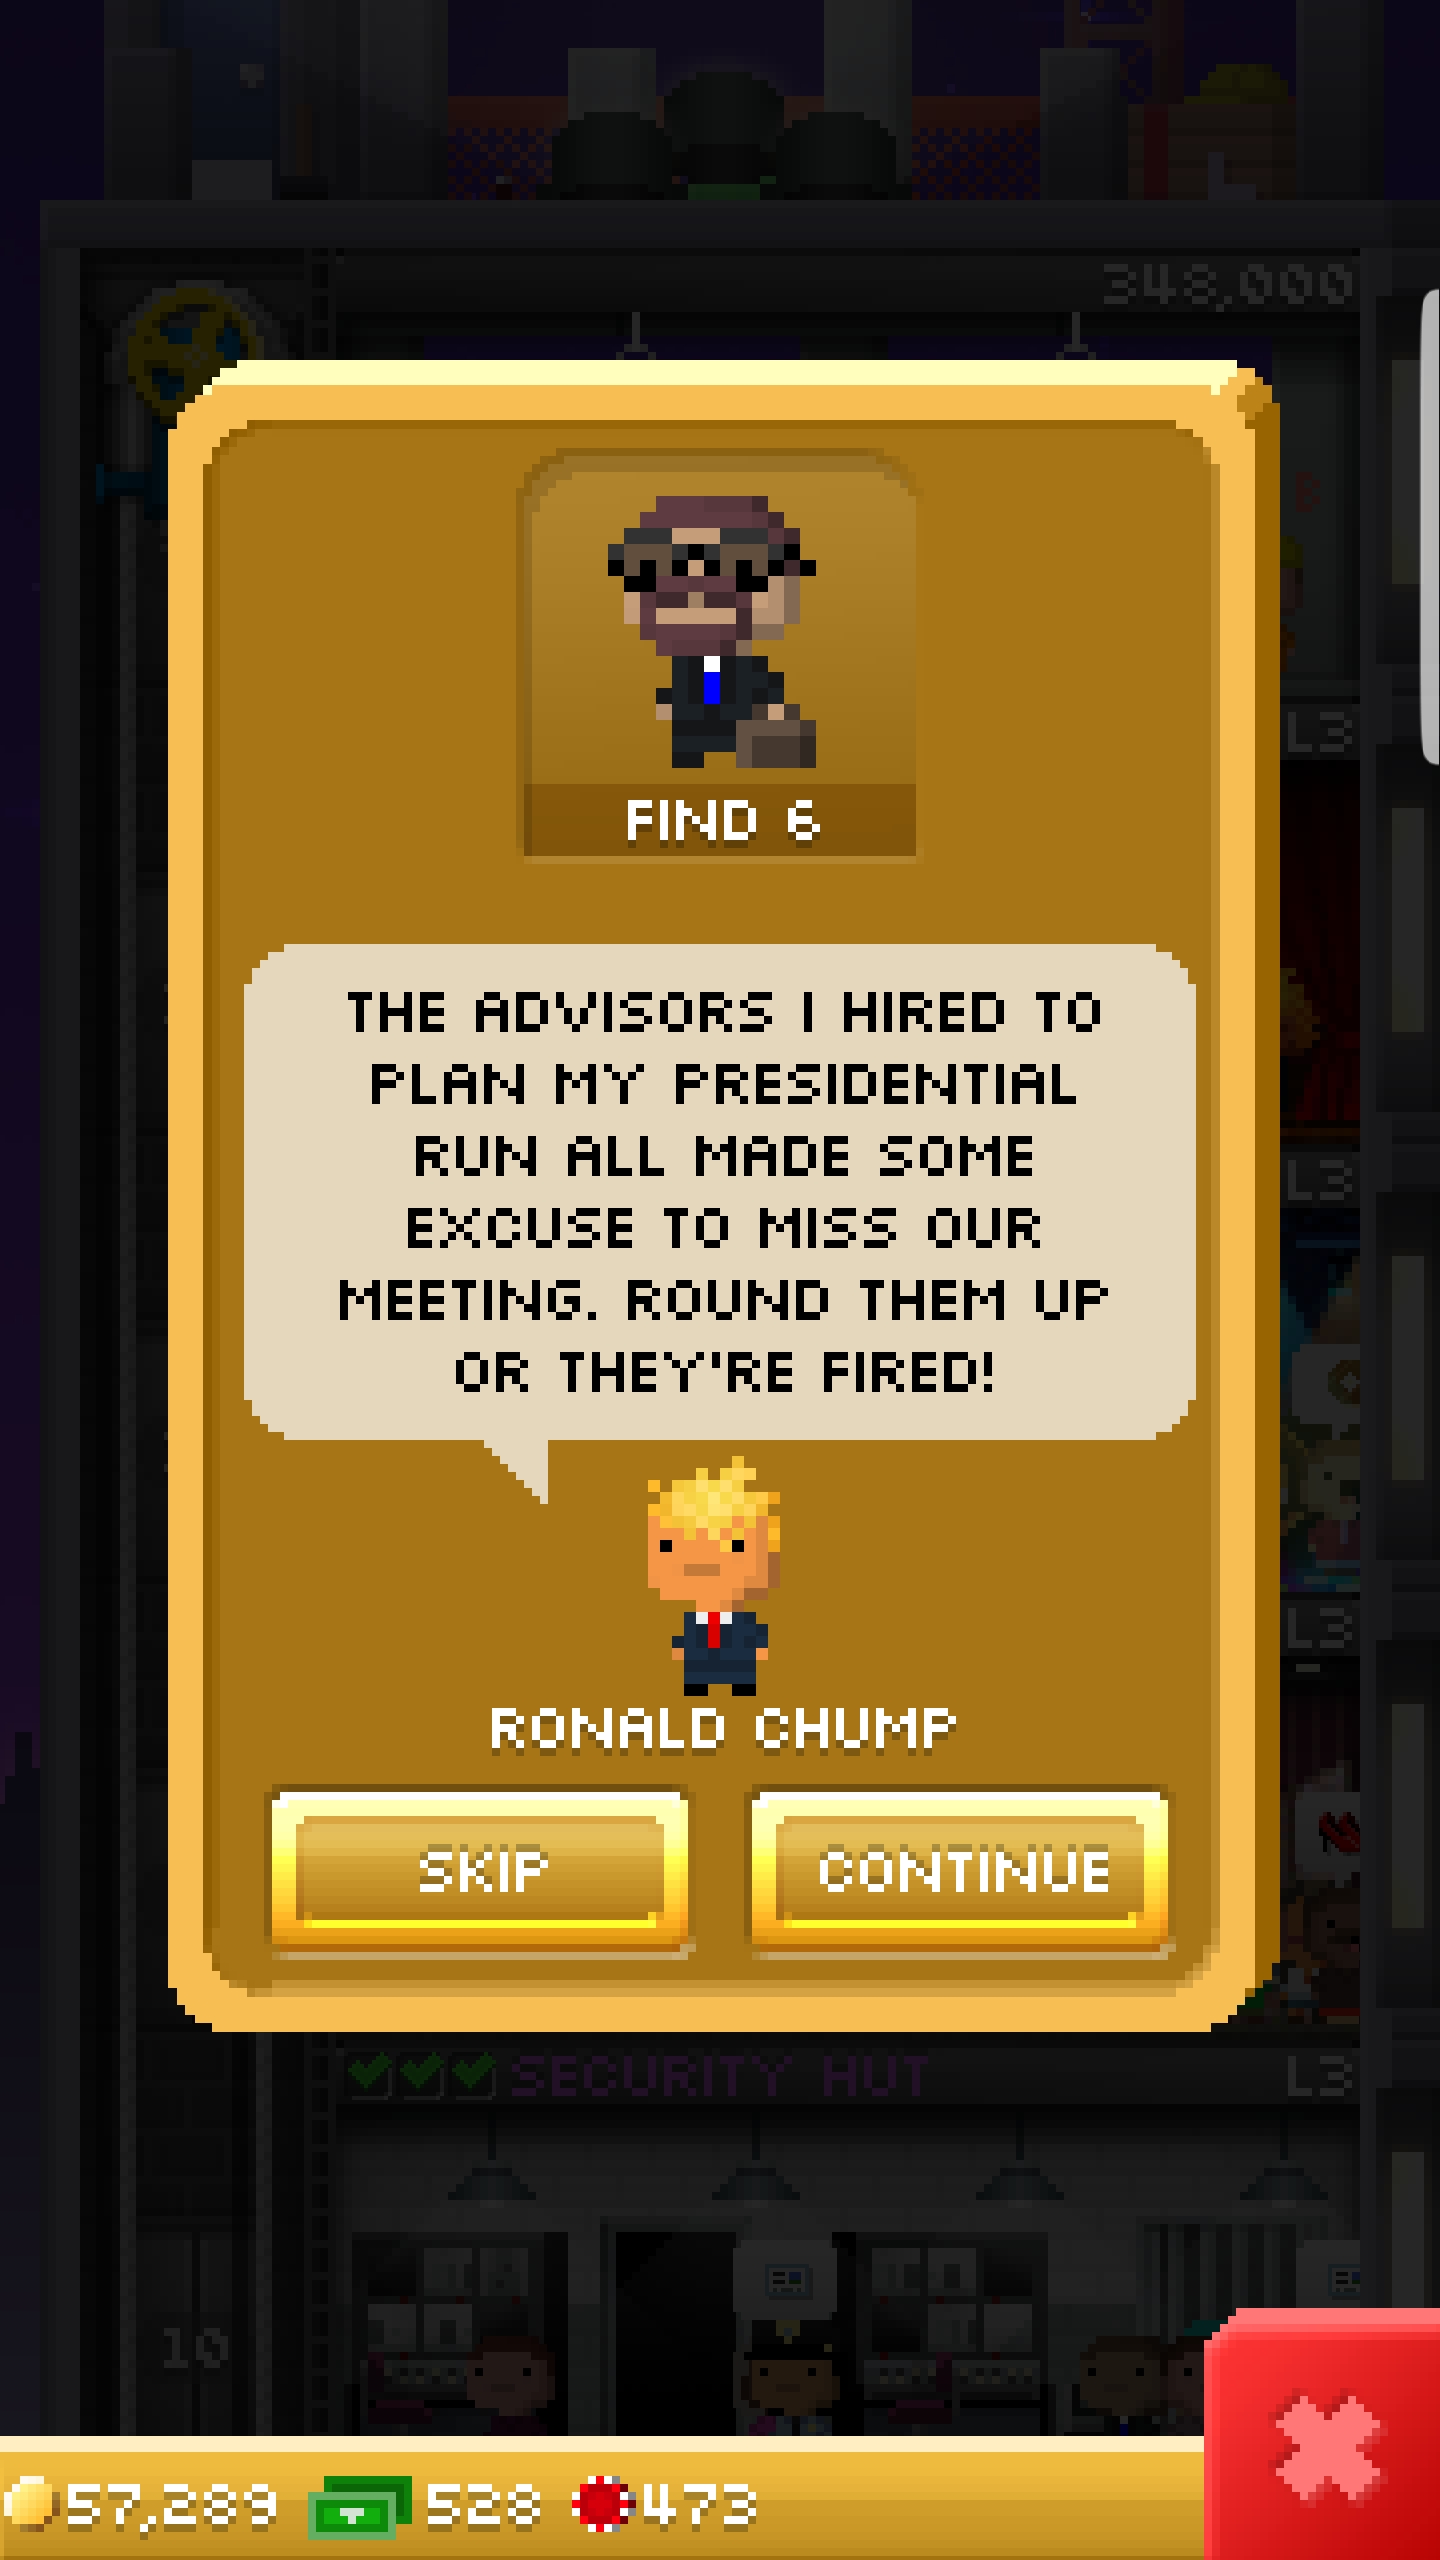 348,000
B
L3
FIND 6
THE ADVISORS I HIRED TO
PLAN MY PRESIDENTIAL
RUN ALL MADE SOME
EXCUSE TO MISS OUR
MEETING. ROUND THEM UP
OR THEY'RE FIRED!
L3
L3
RONALD CHUMP
SKIP
CONTINUE
SECURITY HUT
L3
10
57,289
528
473